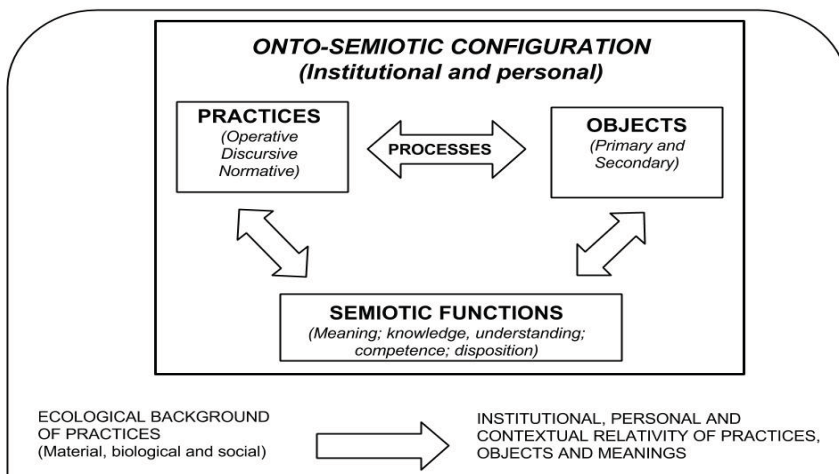 ONTO-SEMIOTIC CONFIGURATION
(Institutional and personal)
PRACTICES
(Operative
Discursive
Normative)
PROCESSES
OBJECTS
(Primary and
Secondary)
SEMIOTIC FUNCTIONS
(Meaning; knowledge, understanding;
competence; disposition)
ECOLOGICAL BACKGROUND
OF PRACTICES
(Material, biological and social)
INSTITUTIONAL, PERSONAL AND
CONTEXTUAL RELATIVITY OF PRACTICES,
OBJECTS AND MEANINGS